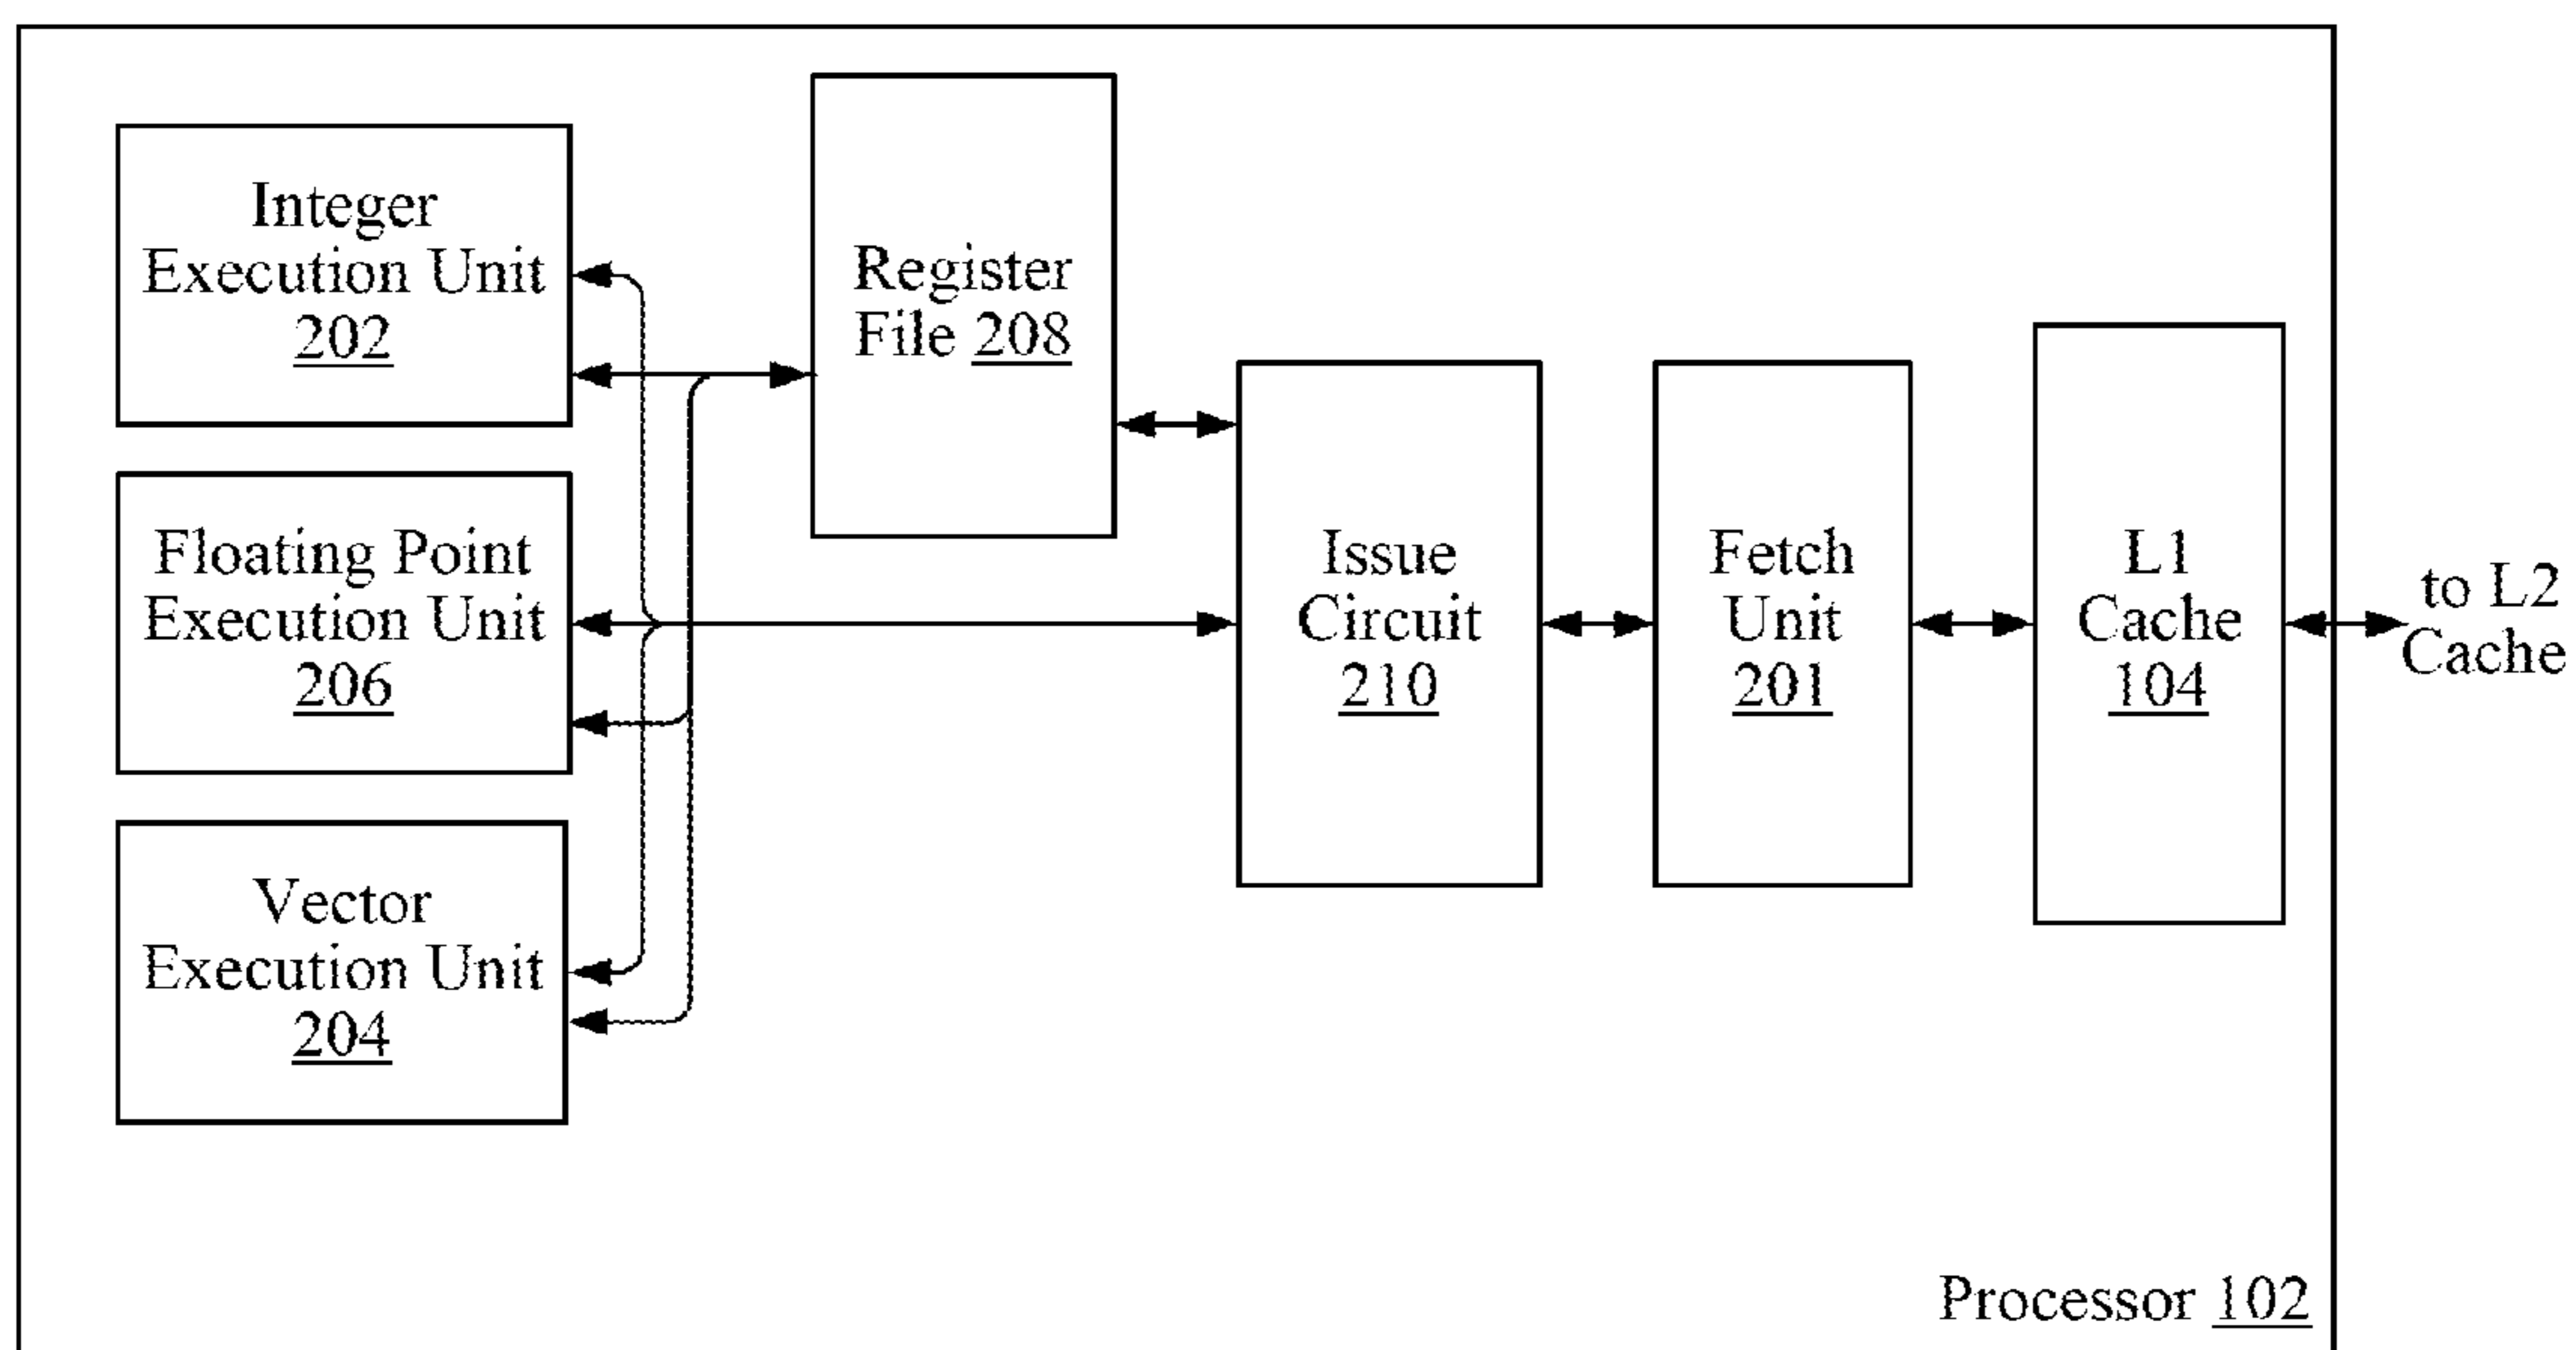 Integer
Execution Unit
202
Register
File 208
Floating Point
Execution Unit
206
Vector
Execution Unit
204
Issue
Circuit
210
Fetch
Unit
201
L1
Cache
104
to L2
Cache
Processor 102